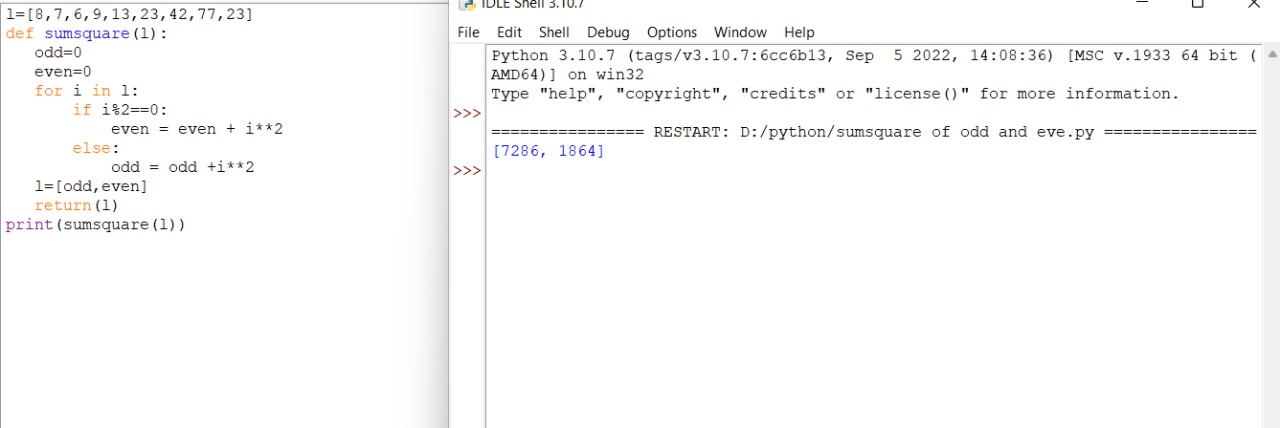 l=[8,7,6,9,13,23,42,77,23]
def sumsquare(l):
   odd=0
   even=0
   for i in l:
       if i%2==0:
           even = even + i**2
       else:
           odd = odd +i**2
   l=[odd,even]
   return(l)
print(sumsquare(l))
IDLE Shell 3.10.7
File Edit Shell Debug Options Window Help
Python 3.10.7 (tags/v3.10.7:6cc6b13, Sep  5 2022, 14:08:36) [MSC v.1933 64 bit (
AMD64)] on win32
Type "help", "copyright", "credits" or "license()" for more information.
>>>
================ RESTART: D:/python/sumsquare of odd and eve.py ================
[7286, 1864]
>>>